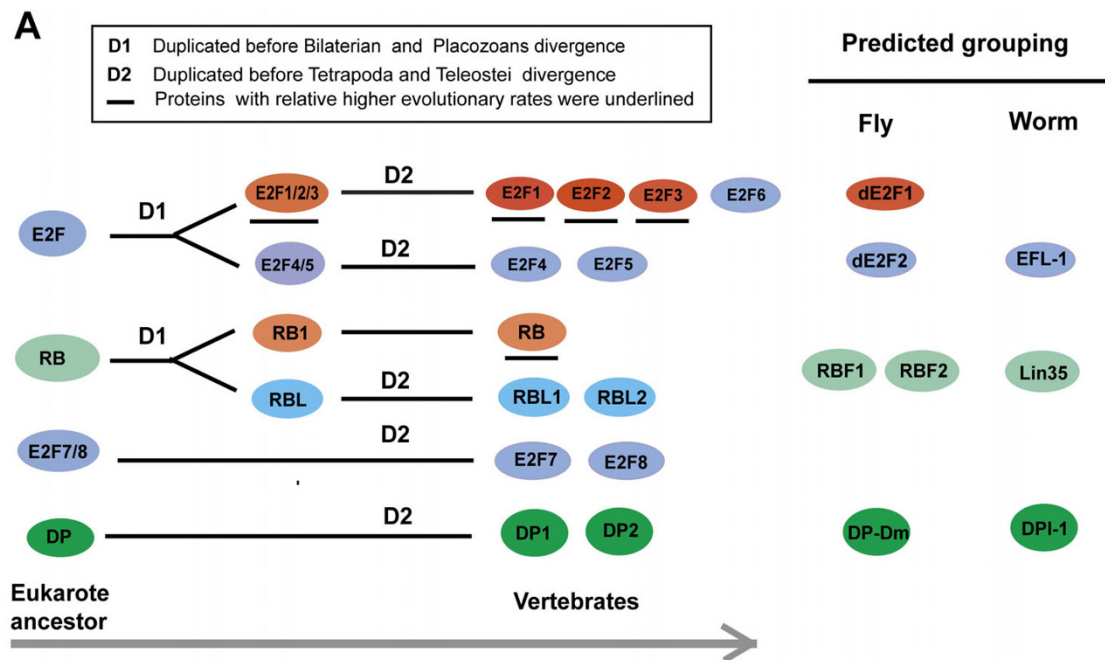 A
D1 Duplicated before Bilaterian and Placozoans divergence
D2 Duplicated before Tetrapoda and Teleostei divergence
Proteins with relative higher evolutionary rates were underlined
Predicted grouping
Fly Worm
E2F
D1
E2F1/2/3
D2
E2F1 E2F2 E2F3 E2F6
dE2F1
E2F4/5
D2
E2F4 E2F5
dE2F2 EFL-1
RB
D1
RB1
RB
RBL
D2
RBL1 RBL2
RBF1 RBF2 Lin35
E2F7/8
D2
E2F7 E2F8
DP
D2
DP1 DP2
DP-Dm DPI-1
Eukarote
ancestor
Vertebrates